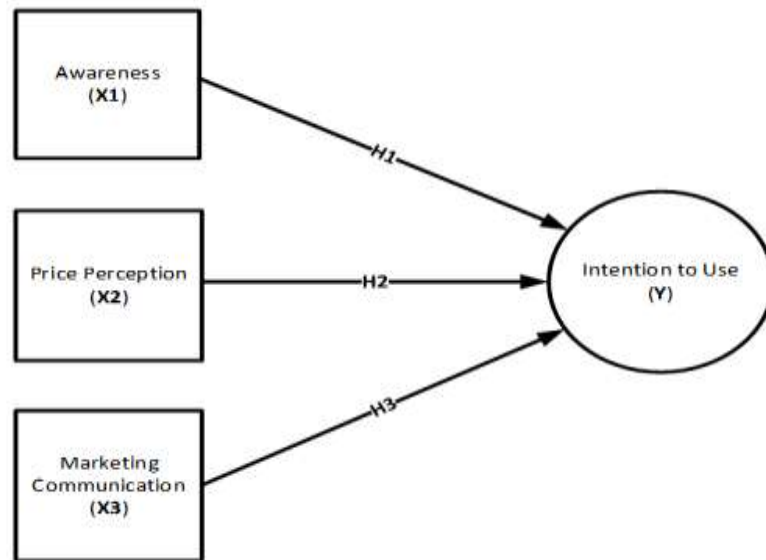 Awareness
(X1)
H1
Price Perception
(X2)
H2
Intention to Use
(Y)
H3
Marketing
Communication
(X3)